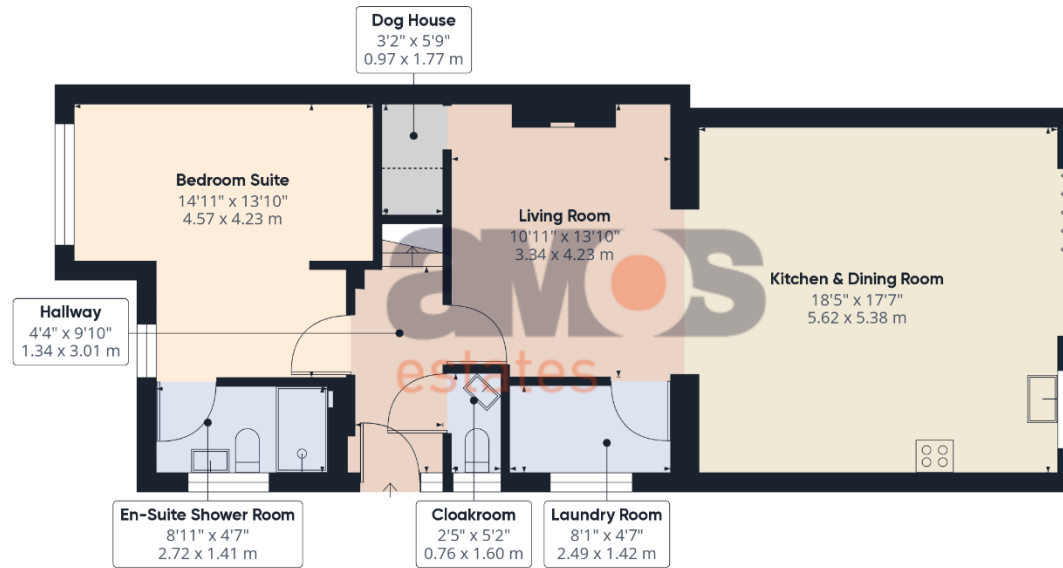 Dog House
3'2" x 5'9"
0.97 x 1.77 m
Bedroom Suite
14'11" x 13'10"
4.57 x 4.23 m
Living Room
10'11" x 13'10"
3.34 x 4.23 m
Kitchen & Dining Room
18'5" x 17'7"
5.62 x 5.38 m
Hallway
4'4" x 9'10"
1.34 x 3.01 m
amos
estates
En-Suite Shower Room
8'11" x 4'7"
2.72 x 1.41 m
Cloakroom
2'5" x 5'2"
0.76 x 1.60 m
Laundry Room
8'1" x 4'7"
2.49 x 1.42 m